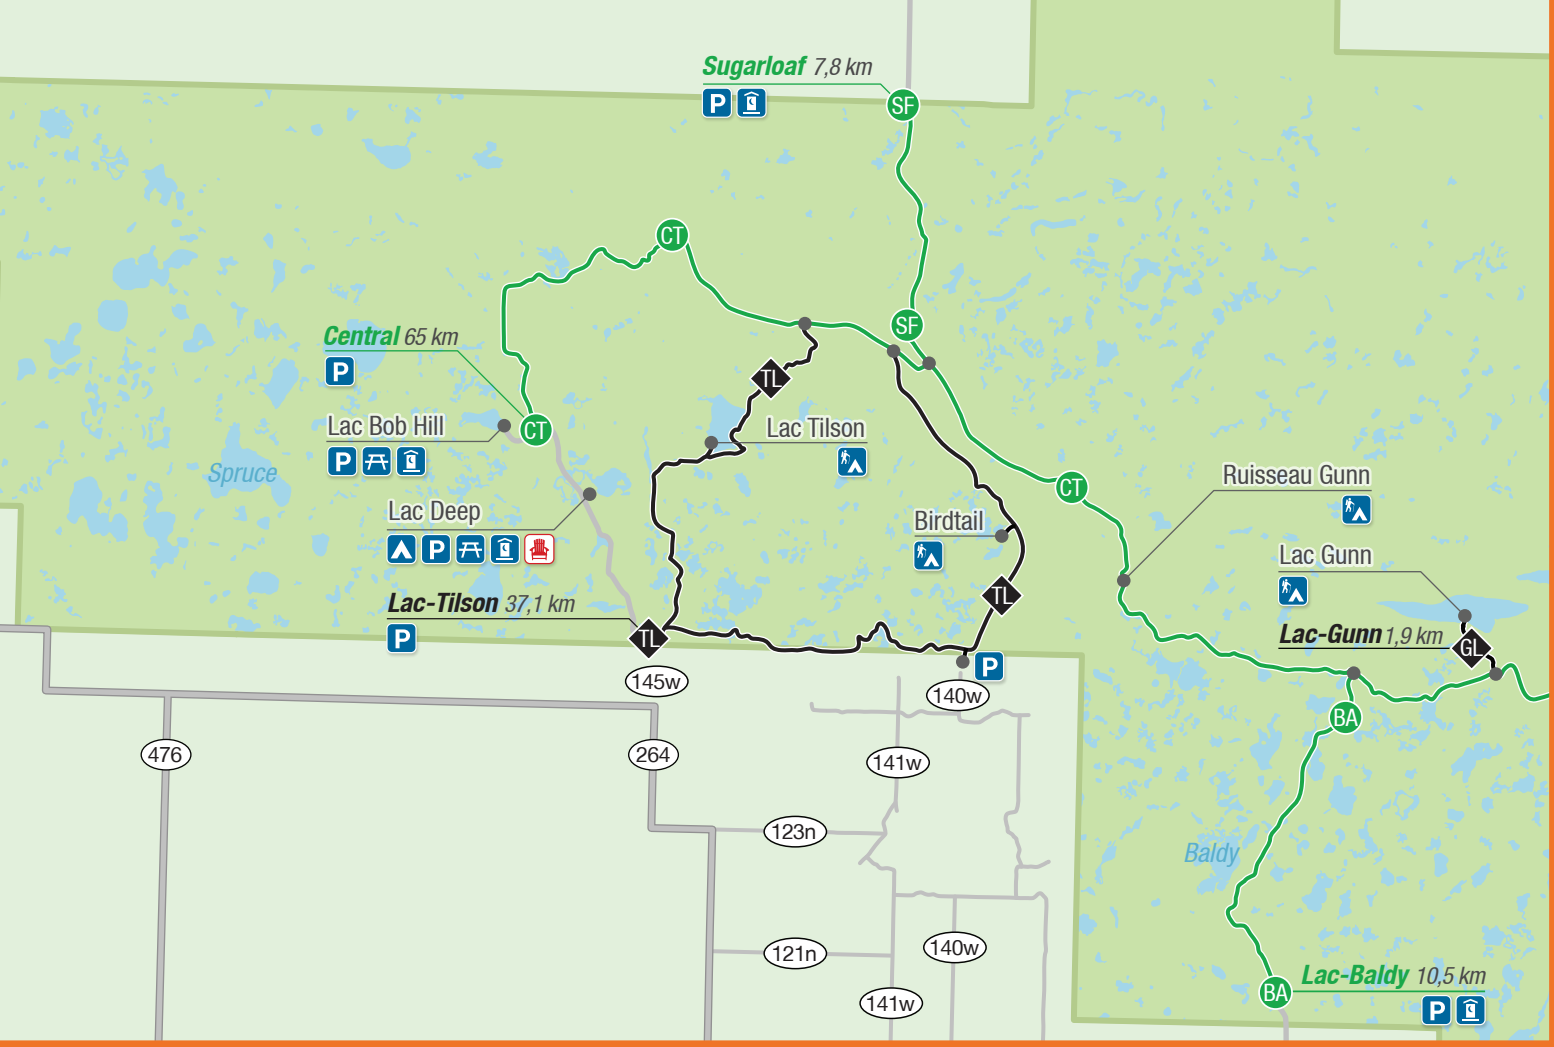 Sugarloaf 7,8 km
P
SF
CT
SF
Central 65 km
P
TL
Lac Bob Hill
CT
P
Lac Tilson
Spruce
CT
Ruisseau Gunn
Lac Deep
P
Birdtail
Lac Gunn
Lac-Tilson 37,1 km
TL
P
TL
Lac-Gunn 1,9 km
GL
P
145w
140w
BA
476
264
141w
123n
Baldy
121n
140w
Lac-Baldy 10,5 km
BA
141w
P